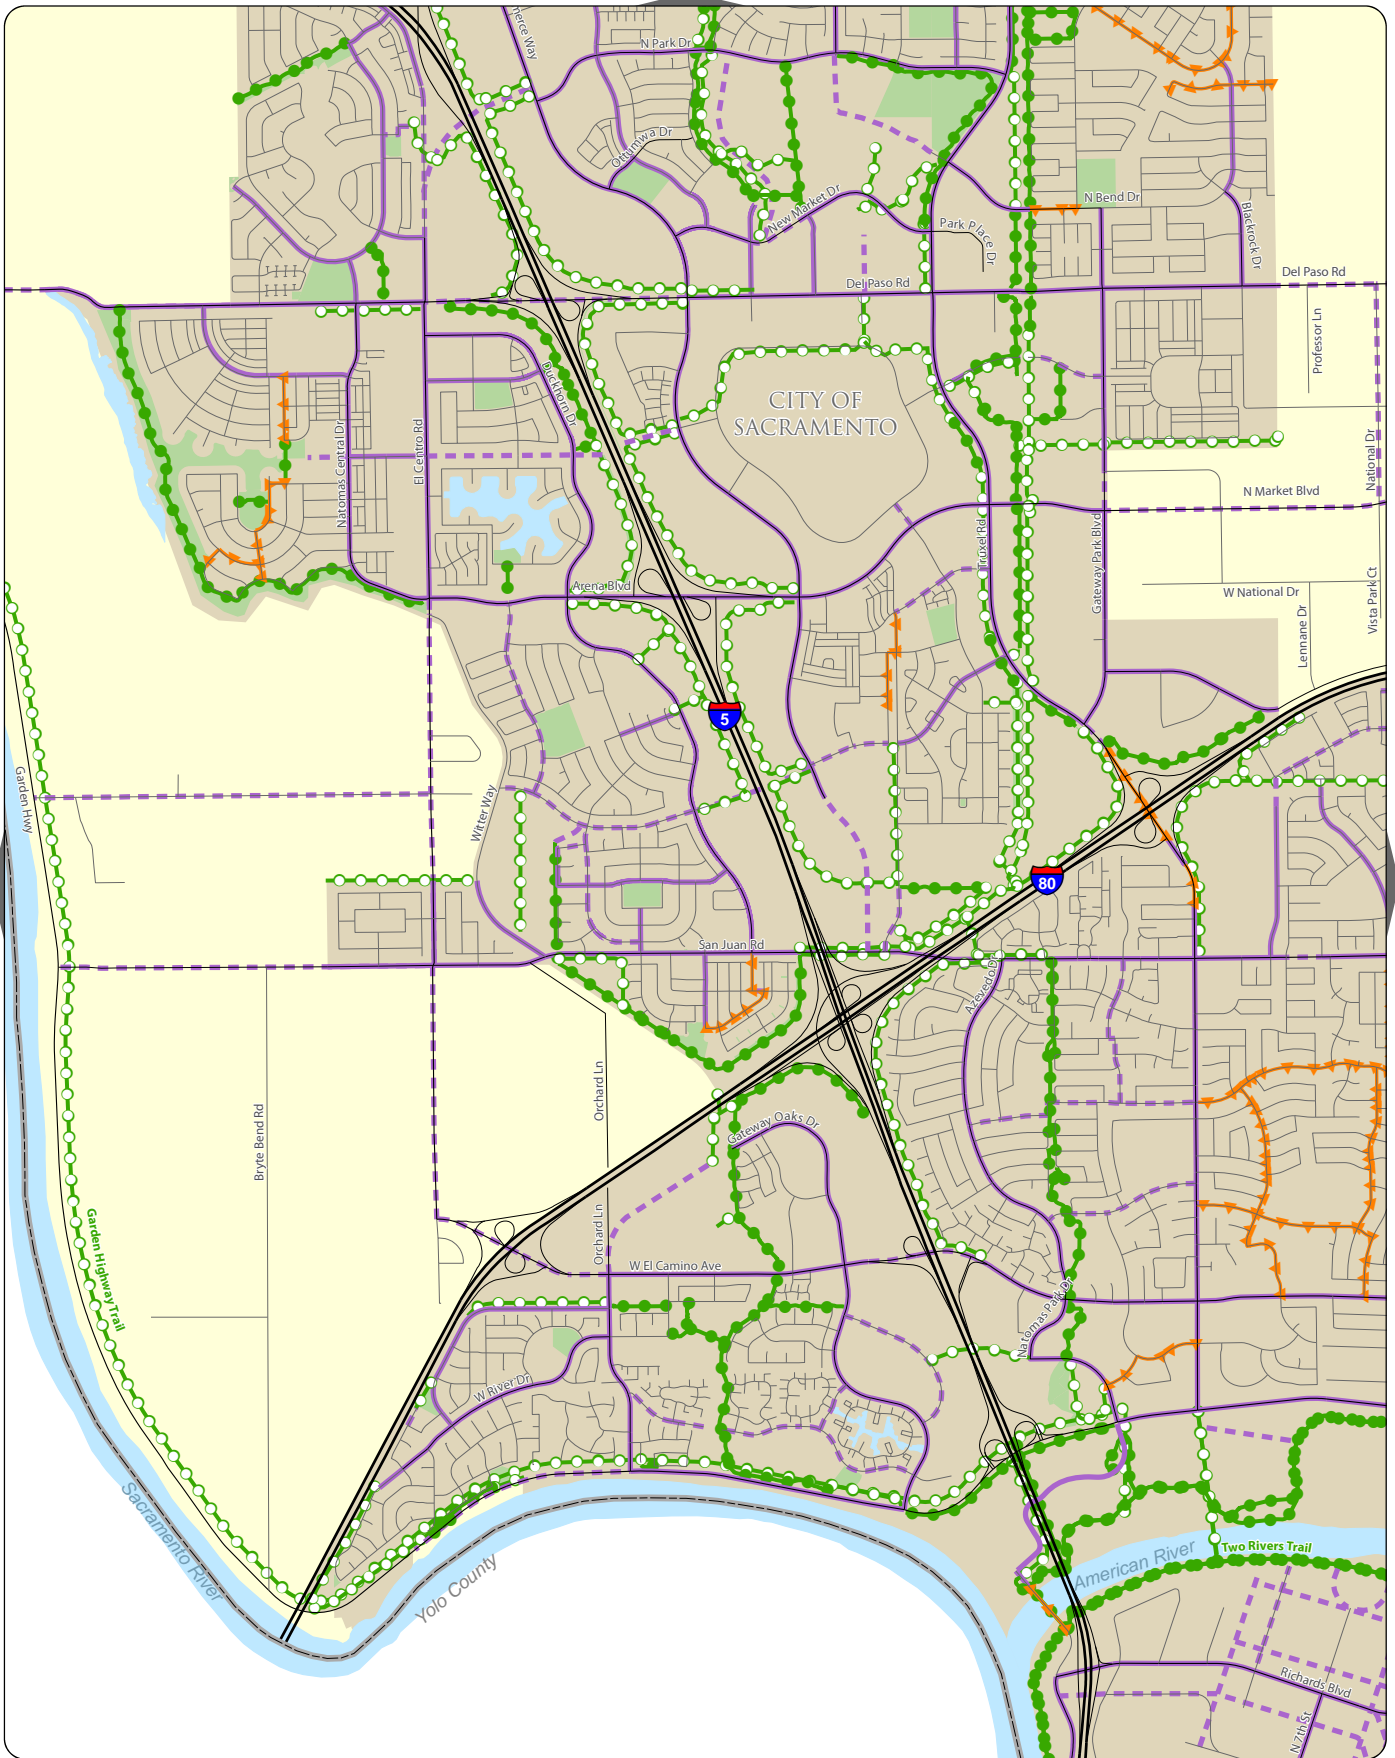 merce Way
N Park Dr
Ottumwa Dr
New Market Dr
N Bend Dr
Park Place Dr
Blackrock Dr
Del Paso Rd
Del Paso Rd
Professor Ln
Duckhorn Dr
CITY OF
SACRAMENTO
Natomas Central Dr
El Centro Rd
National Dr
N Market Blvd
Truxel Rd
Gateway Park Blvd
Arena Blvd
W National Dr
Lennane Dr
Vista Park Ct
5
Garden Hwy
Witter Way
80
San Juan Rd
Azevedo Dr
Orchard Ln
Bryte Bend Rd
Gateway Oaks Dr
Garden Highway Trail
Orchard Ln
W El Camino Ave
Natomas Park Dr
W River Dr
Sacramento River
Yolo County
American River
Two Rivers Trail
Richards Blvd
N 7th St